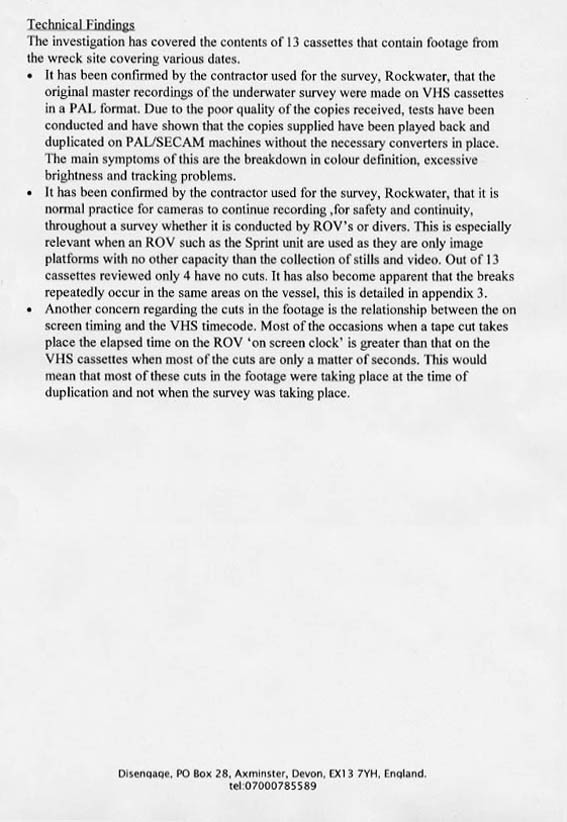 Technical Findings
The investigation has covered the contents of 13 cassettes that contain footage from
the wreck site covering various dates.
• It has been confirmed by the contractor used for the survey, Rockwater, that the
original master recordings of the underwater survey were made on VHS cassettes
in a PAL format. Due to the poor quality of the copies received, tests have been
conducted and have shown that the copies supplied have been played back and
duplicated on PAL/SECAM machines without the necessary converters in place.
The main symptoms of this are the breakdown in colour definition, excessive
brightness and tracking problems.
• It has been confirmed by the contractor used for the survey, Rockwater, that it is
normal practice for cameras to continue recording ,for safety and continuity,
throughout a survey whether it is conducted by ROV's or divers. This is especially
relevant when an ROV such as the Sprint unit are used as they are only image
platforms with no other capacity than the collection of stills and video. Out of 13
cassettes reviewed only 4 have no cuts. It has also become apparent that the breaks
repeatedly occur in the same areas on the vessel, this is detailed in appendix 3.
• Another concern regarding the cuts in the footage is the relationship between the on
screen timing and the VHS timecode. Most of the occasions when a tape cut takes
place the elapsed time on the ROV 'on screen clock' is greater than that on the
VHS cassettes when most of the cuts are only a matter of seconds. This would
mean that most of these cuts in the footage were taking place at the time of
duplication and not when the survey was taking place.
Disengage, PO Box 28, Axminster, Devon, EX13 7YH, England.
tel:07000785589